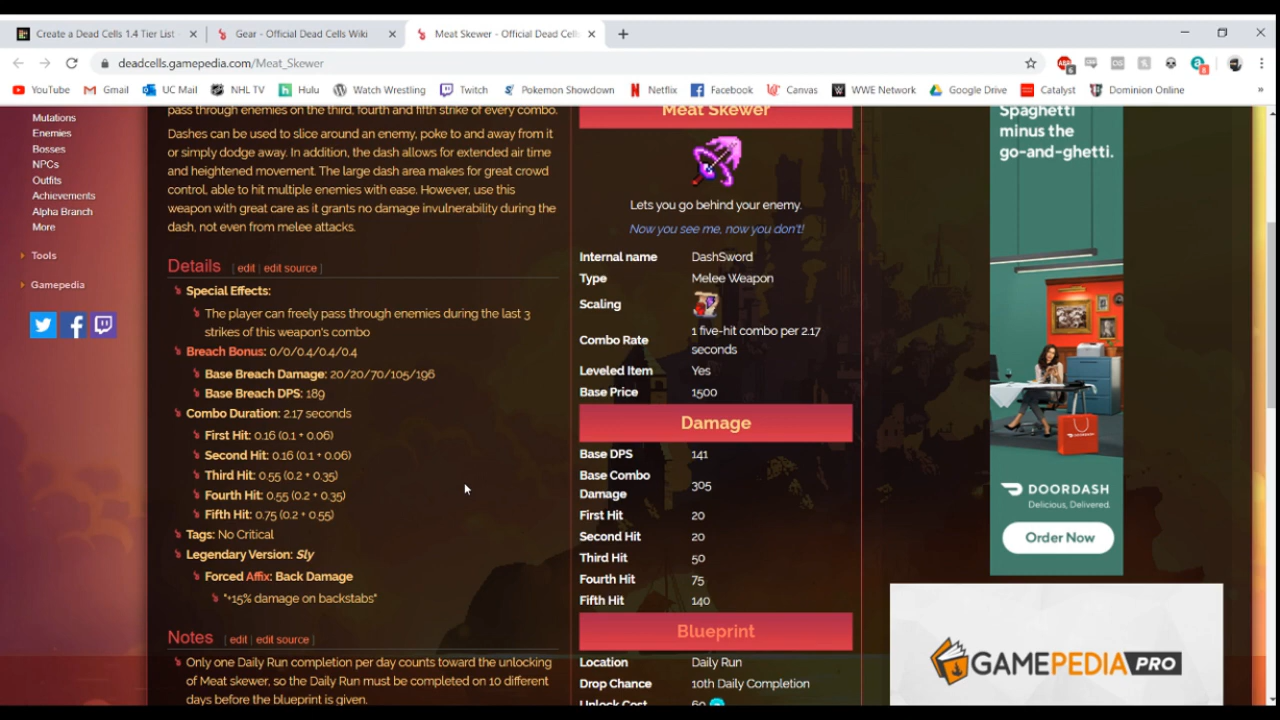 Create a Dead Cells 1.4 Tier List
Gear - Official Dead Cells Wiki
Meat Skewer - Official Dead Cells
deadcells.gamepedia.com/Meat_Skewer
YouTube
Gmail
UC Mail
NHL TV
Hulu
Watch Wrestling
Twitch
Pokemon Showdown
Netflix
Facebook
Canvas
WWE Network
Google Drive
Catalyst
Dominion Online
»
Mutations
Enemies
Bosses
NPCs
Outfits
Achievements
Alpha Branch
More
Tools
Gamepedia
pass through enemies on the third, fourth and fifth strike of every combo.
Dashes can be used to slice around an enemy, poke to and away from it
or simply dodge away. In addition, the dash allows for extended air time
and heightened movement. The large dash area makes for great crowd
control, able to hit multiple enemies with ease. However, use this
weapon with great care as it grants no damage invulnerability during the
dash, not even from melee attacks.
Details [ edit | edit source ]
Special Effects:
The player can freely pass through enemies during the last 3
strikes of this weapon's combo
Breach Bonus: 0/0/0.4/0.4/0.4
Base Breach Damage: 20/20/70/105/196
Base Breach DPS: 189
Combo Duration: 2.17 seconds
First Hit: 0.16 (0.1 + 0.06)
Second Hit: 0.16 (0.1 + 0.06)
Third Hit: 0.55 (0.2 + 0.35)
Fourth Hit: 0.55 (0.2 + 0.35)
Fifth Hit: 0.75 (0.2 + 0.55)
Tags: No Critical
Legendary Version: Sly
Forced Affix: Back Damage
"+15% damage on backstabs"
Notes [ edit | edit source ]
Only one Daily Run completion per day counts toward the unlocking
of Meat skewer, so the Daily Run must be completed on 10 different
days before the blueprint is given.
Meat Skewer
Lets you go behind your enemy.
Now you see me, now you don't!
Internal name DashSword
Type Melee Weapon
Scaling
Combo Rate 1 five-hit combo per 2.17
seconds
Leveled Item Yes
Base Price 1500
Damage
Base DPS 141
Base Combo
Damage 305
First Hit 20
Second Hit 20
Third Hit 50
Fourth Hit 75
Fifth Hit 140
Blueprint
Location Daily Run
Drop Chance 10th Daily Completion
Unlock Cost 60
Spaghetti
minus the
go-and-ghetti.
DOORDASH
Delicious, Delivered.
Order Now
GAMEPEDIA PRO